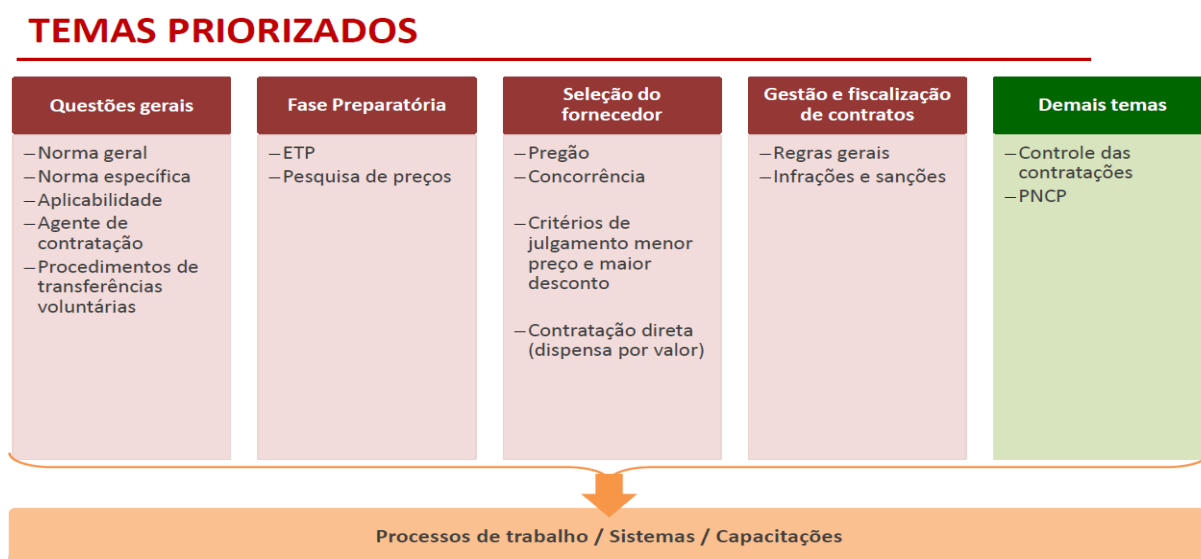 TEMAS PRIORIZADOS
Questões gerais
–Norma geral
–Norma específica
–Aplicabilidade
–Agente de
contratação
–Procedimentos de
transferências
voluntárias
Fase Preparatória
–ETP
–Pesquisa de preços
Seleção do
fornecedor
–Pregão
–Concorrência
–Critérios de
julgamento menor
preço e maior
desconto
–Contratação direta
(dispensa por valor)
Gestão e fiscalização
de contratos
–Regras gerais
–Infrações e sanções
Demais temas
–Controle das
contratações
–PNCP
Processos de trabalho / Sistemas / Capacitações